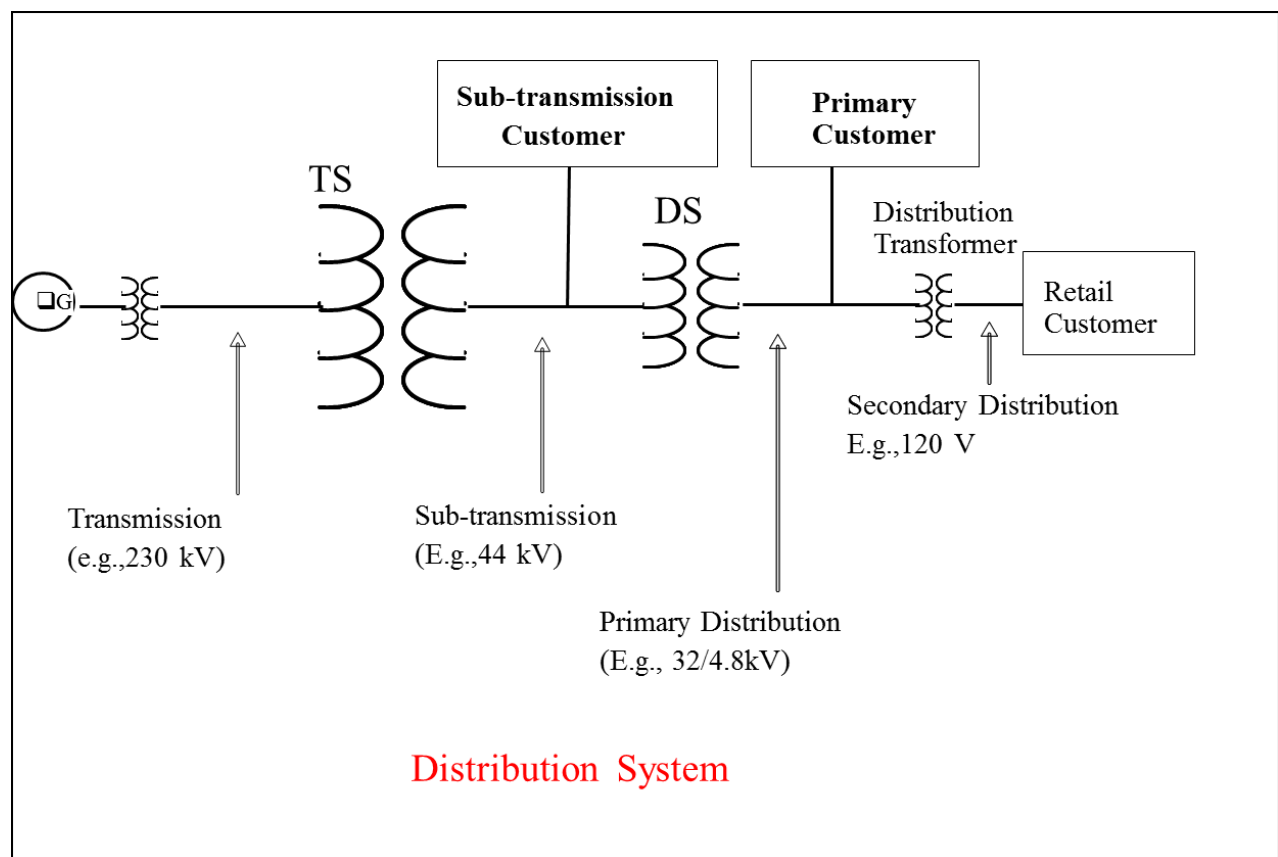 Sub-transmission
Customer
Primary
Customer
TS
DS
Distribution
Transformer
❑G
Retail
Customer
Secondary Distribution
E.g.,120 V
Transmission
(e.g.,230 kV)
Sub-transmission
(E.g.,44 kV)
Primary Distribution
(E.g., 32/4.8kV)
Distribution System